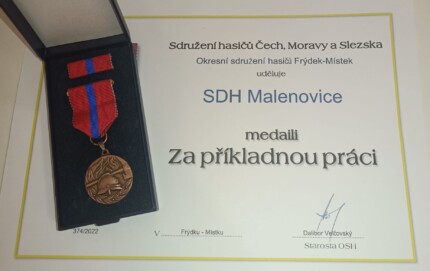 Sdružení hasičů Čech, Moravy a Slezska
Okresní sdružení hasičů Frýdek-Místek
uděluje
SDH Malenovice
medaili
Za příkladnou práci
374/2022
V Frýdku - Místku
Dalibor
Starosta OSH